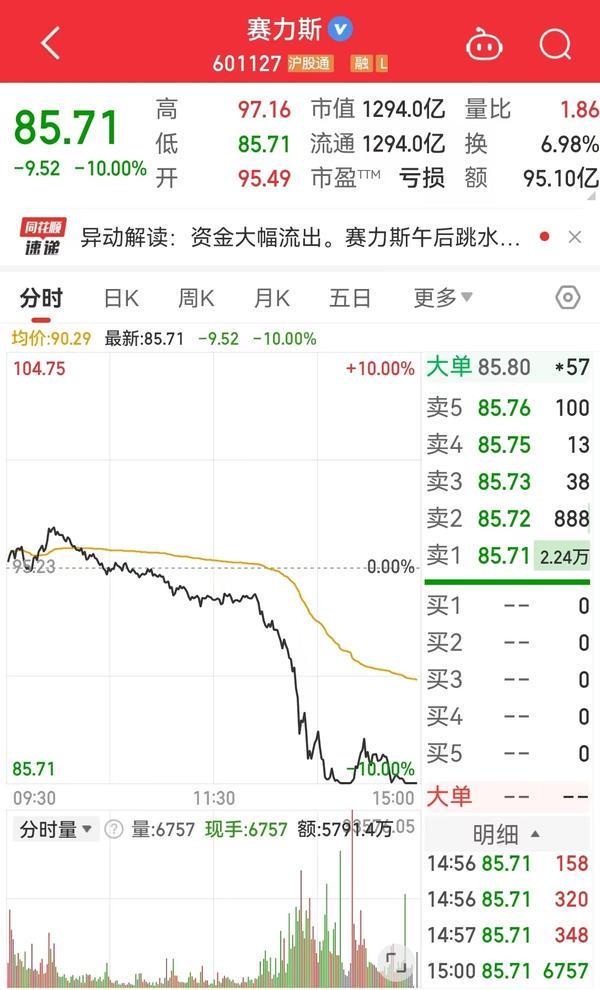 赛力斯
601127 沪股通 融 L
85.71
-9.52 -10.00%
高 97.16 市值 1294.0亿 量比 1.86
低 85.71 流通 1294.0亿 换 6.98%
开 95.49 市盈TTM 亏损 额 95.10亿
同花顺
速递
异动解读：资金大幅流出。赛力斯午后跳水...
分时 日K 周K 月K 五日 更多
均价:90.29 最新:85.71 -9.52 -10.00%
104.75 +10.00%
95.23 0.00%
85.71 -10.00%
09:30 11:30 15:00
大单 85.80 *57
卖5 85.76 100
卖4 85.75 13
卖3 85.73 38
卖2 85.72 888
卖1 85.71 2.24万
买1 -- 0
买2 -- 0
买3 -- 0
买4 -- 0
买5 -- 0
大单 -- --
分时量 ? 量:6757 现手:6757 额:5791.4万
明细
14:56 85.71 158
14:56 85.71 320
14:57 85.71 348
15:00 85.71 6757